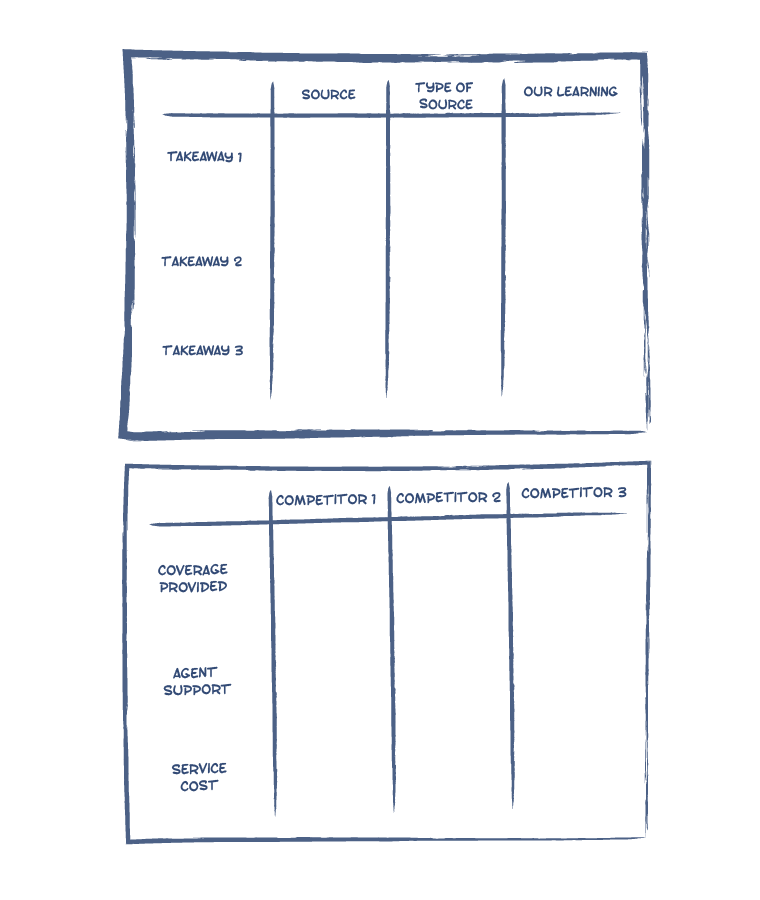 SOURCE
TYPE OF
SOURCE
OUR LEARNING
TAKEAWAY 1
TAKEAWAY 2
TAKEAWAY 3
COMPETITOR 1
COMPETITOR 2
COMPETITOR 3
COVERAGE
PROVIDED
AGENT
SUPPORT
SERVICE
COST